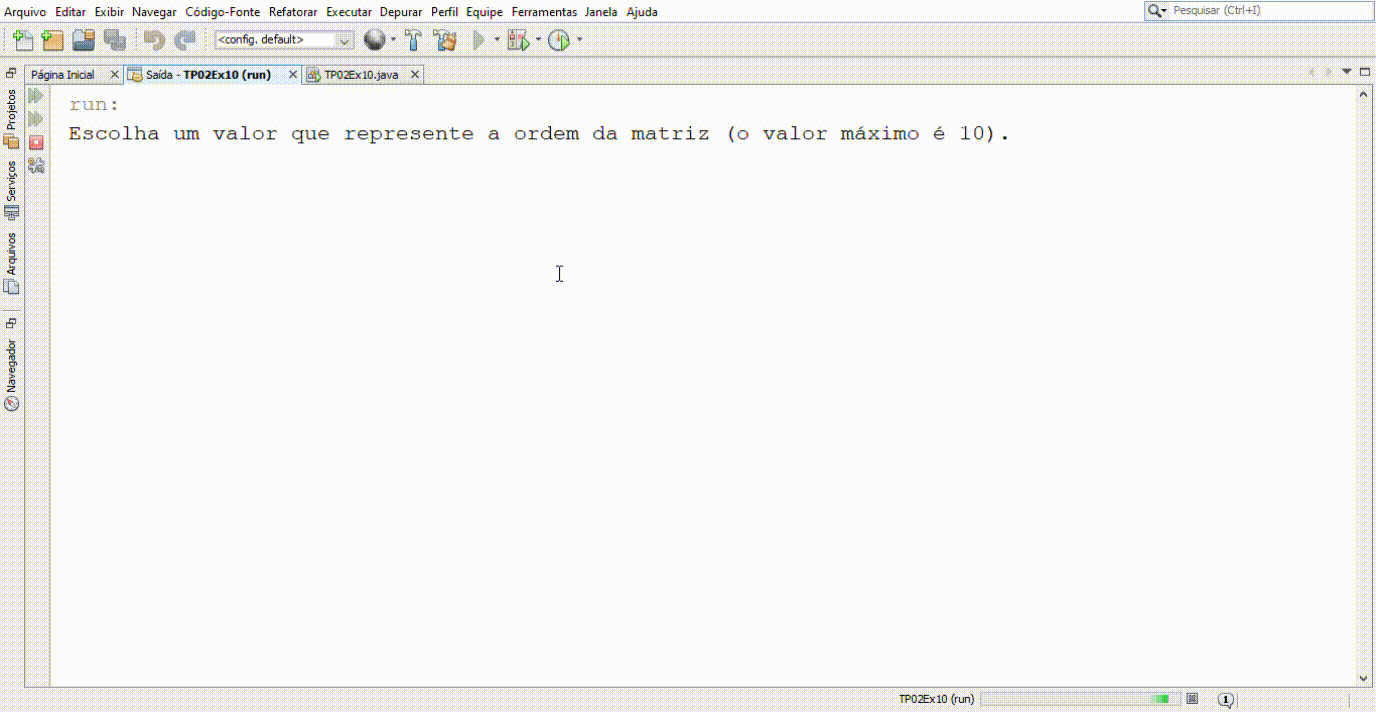 Arquivo Editar Exibir Navegar Código-Fonte Refatorar Executar Depurar Perfil Equipe Ferramentas Janela Ajuda
Pesquisar (Ctrl+I)
<config. default>
Página Inicial
Saída - TP02Ex10 (run)
TP02Ex10.java
Projetos
Serviços
Arquivos
Navegador
run:
Escolha um valor que represente a ordem da matriz (o valor máximo é 10).
TP02Ex10 (run)
1